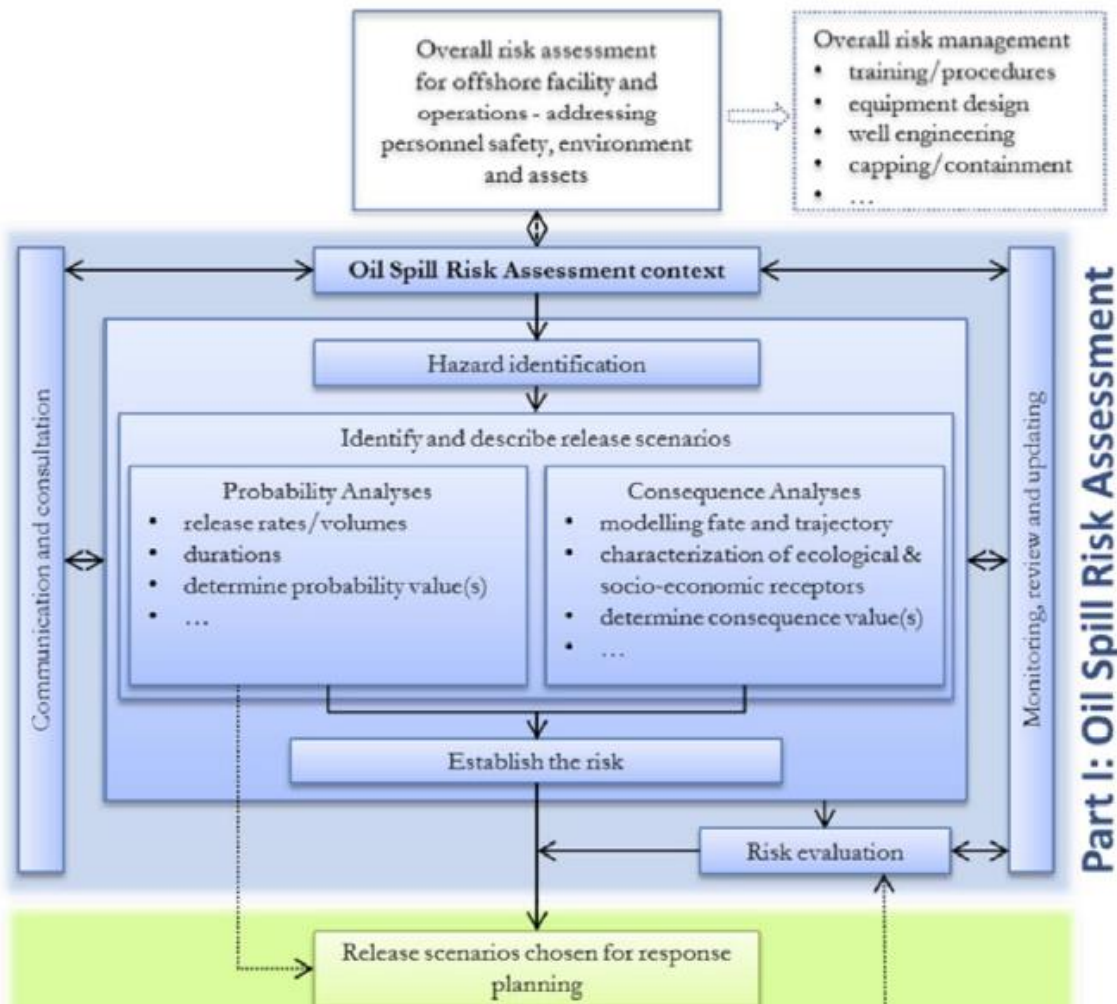 Overall risk assessment
for offshore facility and
operations - addressing
personnel safety, environment
and assets
Overall risk management
• training/procedures
• equipment design
• well engineering
• capping/containment
• ...
Oil Spill Risk Assessment context
Hazard identification
Identify and describe release scenarios
Probability Analyses
• release rates/volumes
• durations
• determine probability value(s)
• ...
Consequence Analyses
• modelling fate and trajectory
• characterization of ecological &
socio-economic receptors
• determine consequence value(s)
• ...
Establish the risk
Risk evaluation
Communication and consultation
Monitoring, review and updating
Part I: Oil Spill Risk Assessment
Release scenarios chosen for response
planning